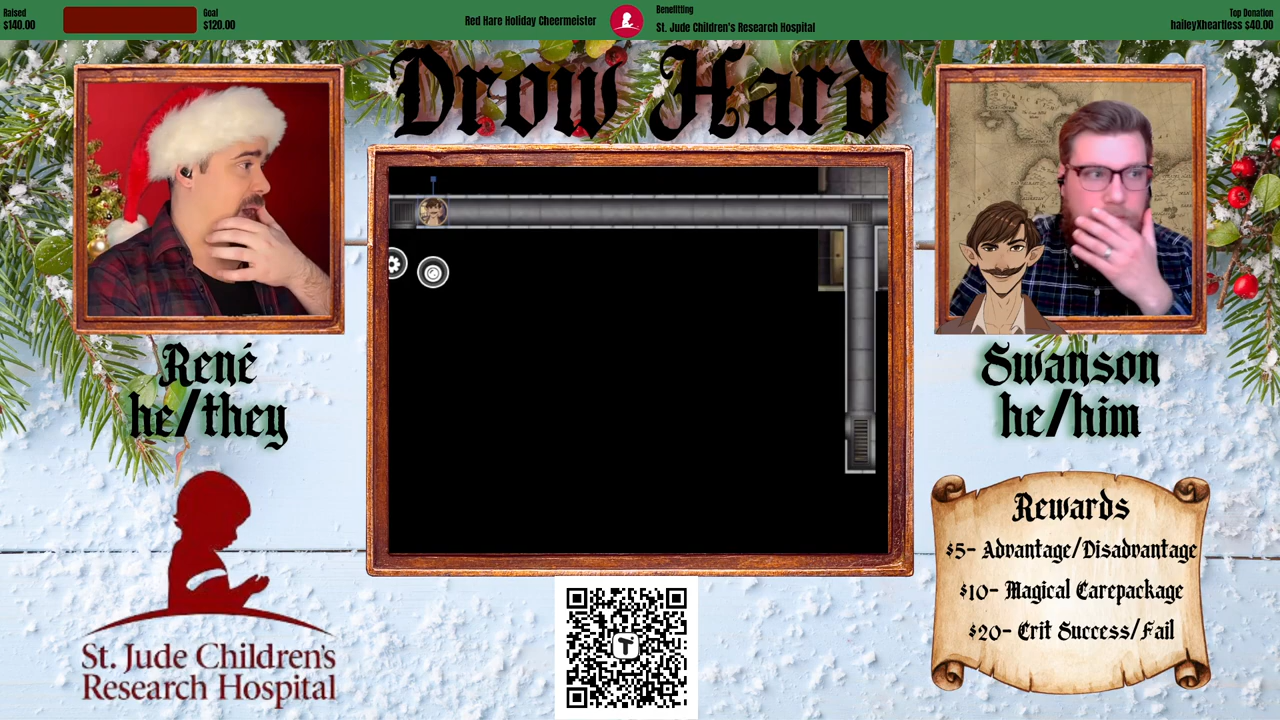 Raised
$140.00
Goal
$120.00
Red Hare Holiday Cheermeister
Benefitting
St. Jude Children's Research Hospital
Top Donation
haileyXheartless $40.00
Drow Hard
René
he/they
Swanson
he/him
St. Jude Children's
Research Hospital
Rewards
$5- Advantage/Disadvantage
$10- Magical Carepackage
$20- Crit Success/Fail